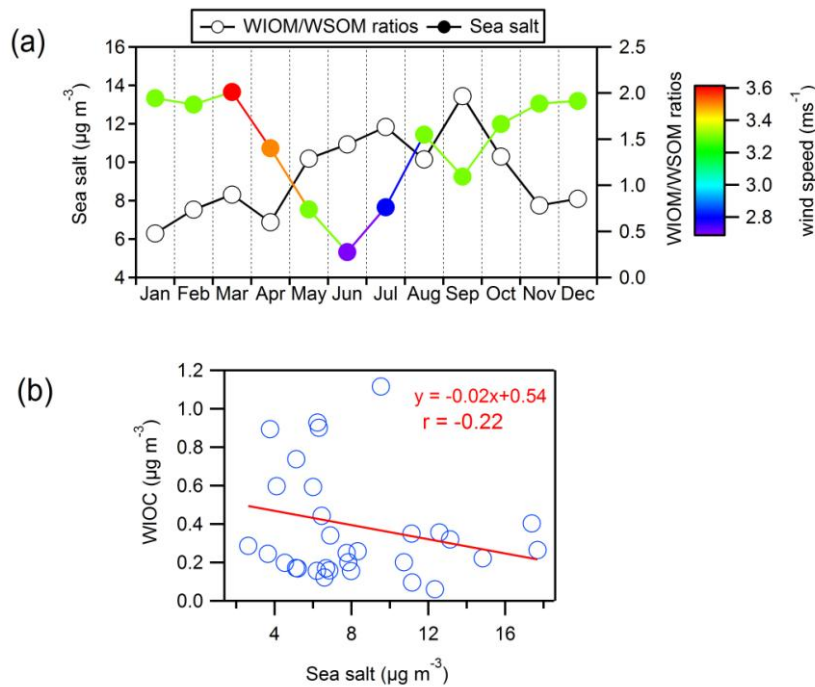 (a)
WIOM/WSOM ratios Sea salt
16
14
12
10
8
6
4
Sea salt (µg m⁻³)
2.5
2.0
1.5
1.0
0.5
0.0
WIOM/WSOM ratios
3.6
3.4
3.2
3.0
2.8
wind speed (ms⁻¹)
Jan Feb Mar Apr May Jun Jul Aug Sep Oct Nov Dec
(b)
1.2
1.0
0.8
0.6
0.4
0.2
0.0
WIOC (µg m⁻³)
y = -0.02x+0.54
r = -0.22
4 8 12 16
Sea salt (µg m⁻³)